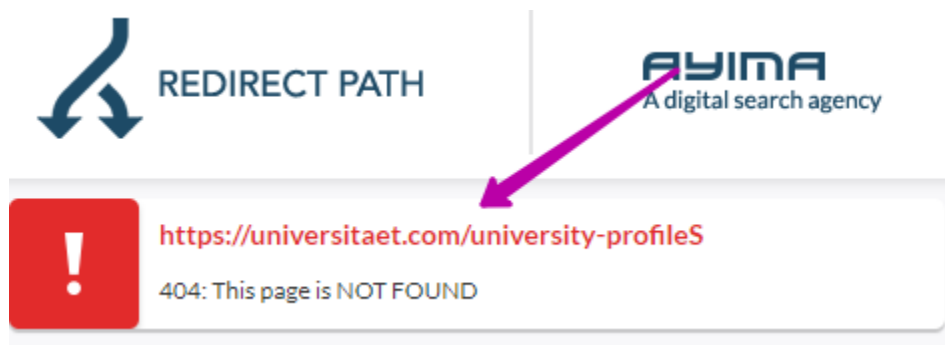 REDIRECT PATH
AYIMA
A digital search agency
https://universitaet.com/university-profileS
!
404: This page is NOT FOUND